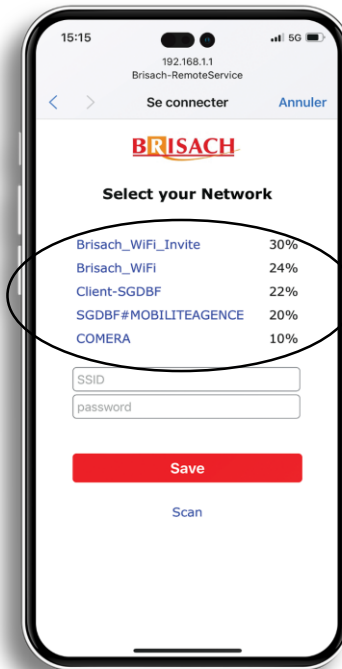 15:15 5G
192.168.1.1
Brisach-RemoteService
< > Se connecter Annuler
BRISACH
Select your Network
Brisach_WiFi_Invite 30%
Brisach_WiFi 24%
Client-SGDBF 22%
SGDBF#MOBILITEAGENCE 20%
COMERA 10%
SSID
password
Save
Scan